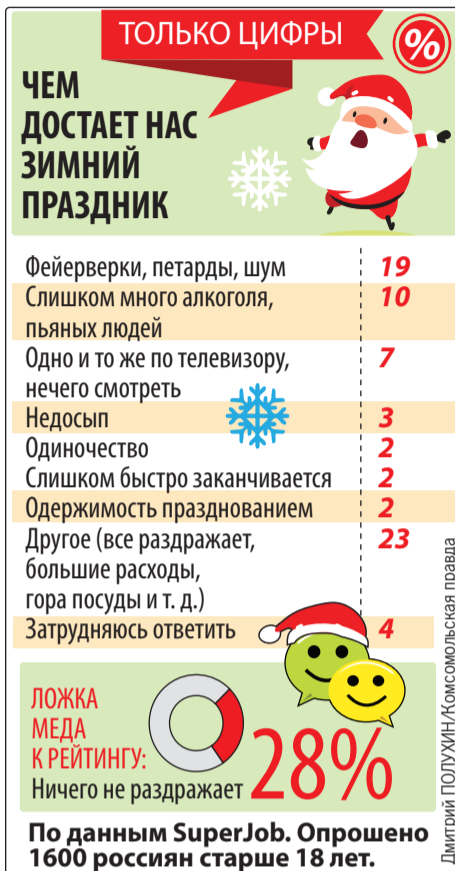 ТОЛЬКО ЦИФРЫ
%
ЧЕМ
ДОСТАЕТ НАС
ЗИМНИЙ
ПРАЗДНИК
Фейерверки, петарды, шум 19
Слишком много алкоголя, 10
пьяных людей
Одно и то же по телевизору, 7
нечего смотреть
Недосып 3
Одиночество 2
Слишком быстро заканчивается 2
Одержимость празднованием 2
Другое (все раздражает, 23
большие расходы,
гора посуды и т. д.)
Затрудняюсь ответить 4
ЛОЖКА
МЕДА
К РЕЙТИНГУ:
Ничего не раздражает 28%
По данным SuperJob. Опрошено
1600 россиян старше 18 лет.
Дмитрий ПОЛУХИН/Комсомольская правда